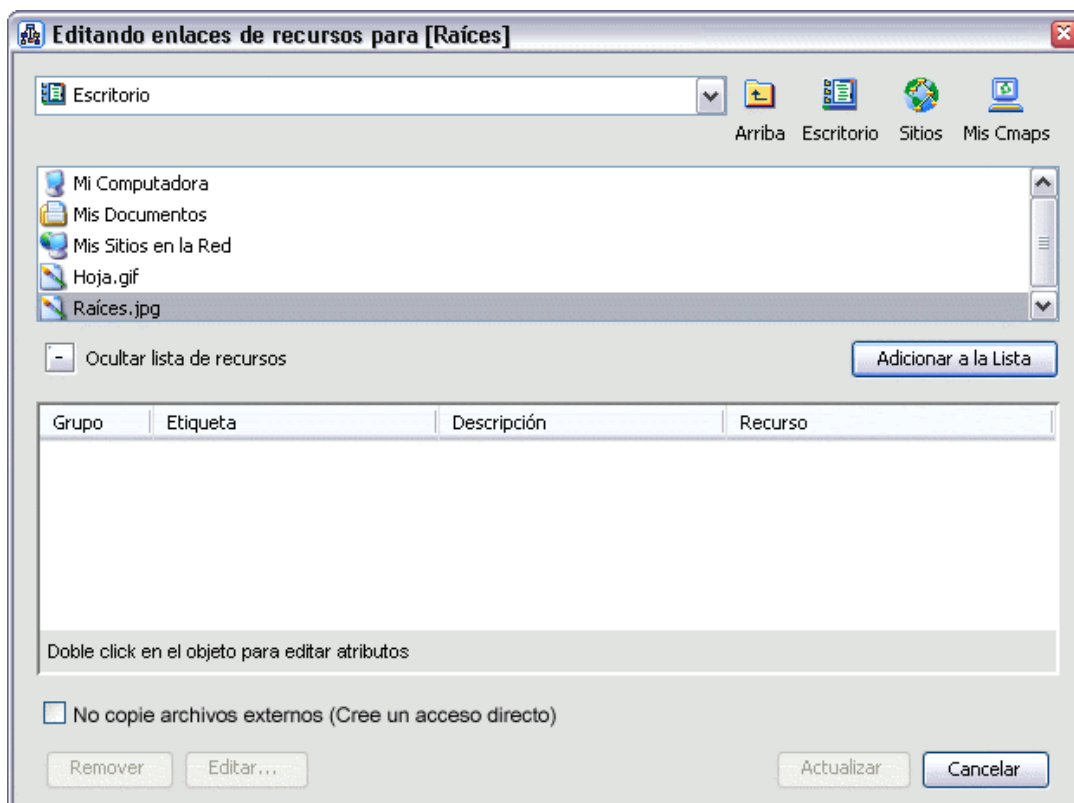 Editando enlaces de recursos para [Raíces]
Escritorio
Arriba Escritorio Sitios Mis Cmaps
Mi Computadora
Mis Documentos
Mis Sitios en la Red
Hoja.gif
Raíces.jpg
- Ocultar lista de recursos Adicionar a la Lista
Grupo Etiqueta Descripción Recurso
Doble click en el objeto para editar atributos
No copie archivos externos (Cree un acceso directo)
Remover Editar... Actualizar Cancelar